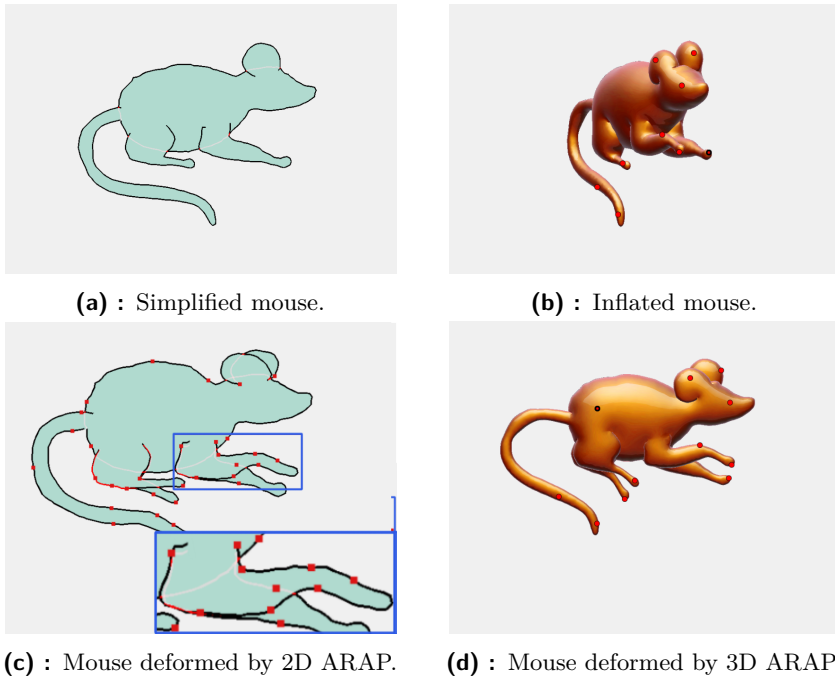 (a) : Simplified mouse.
(b) : Inflated mouse.
(c) : Mouse deformed by 2D ARAP.
(d) : Mouse deformed by 3D ARAP